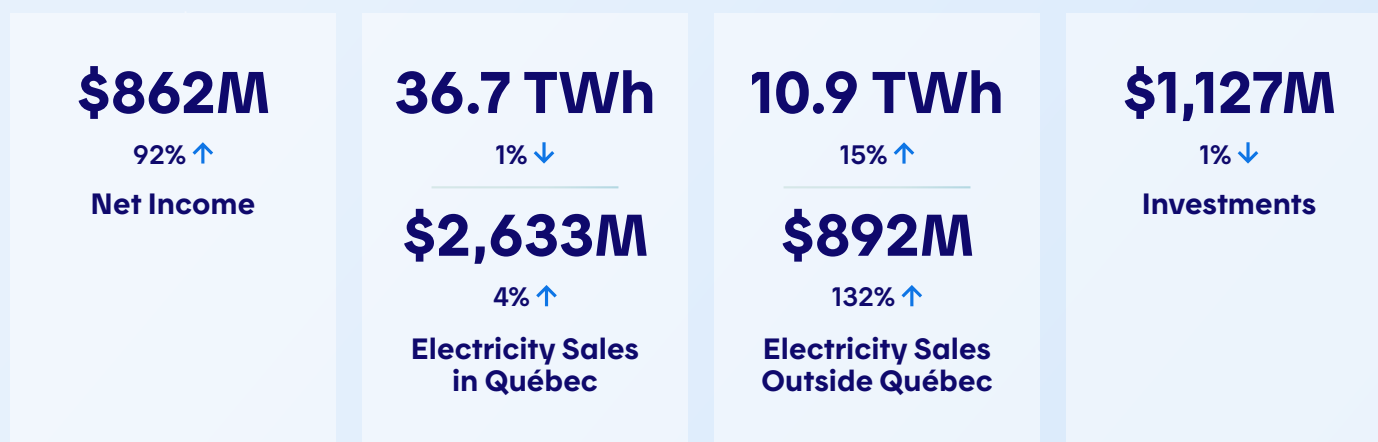 $862M
92% ↑
Net Income
36.7 TWh
1% ↓
$2,633M
4% ↑
Electricity Sales
in Québec
10.9 TWh
15% ↑
$892M
132% ↑
Electricity Sales
Outside Québec
$1,127M
1% ↓
Investments